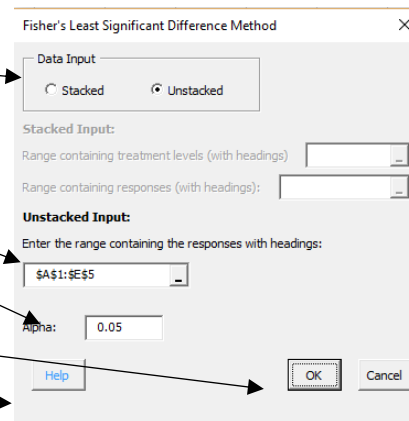 Fisher's Least Significant Difference Method
Data Input
Stacked Unstacked
Stacked Input:
Range containing treatment levels (with headings)
Range containing responses (with headings):
Unstacked Input:
Enter the range containing the responses with headings:
$A$1:$E$5
Alpha: 0.05
Help OK Cancel